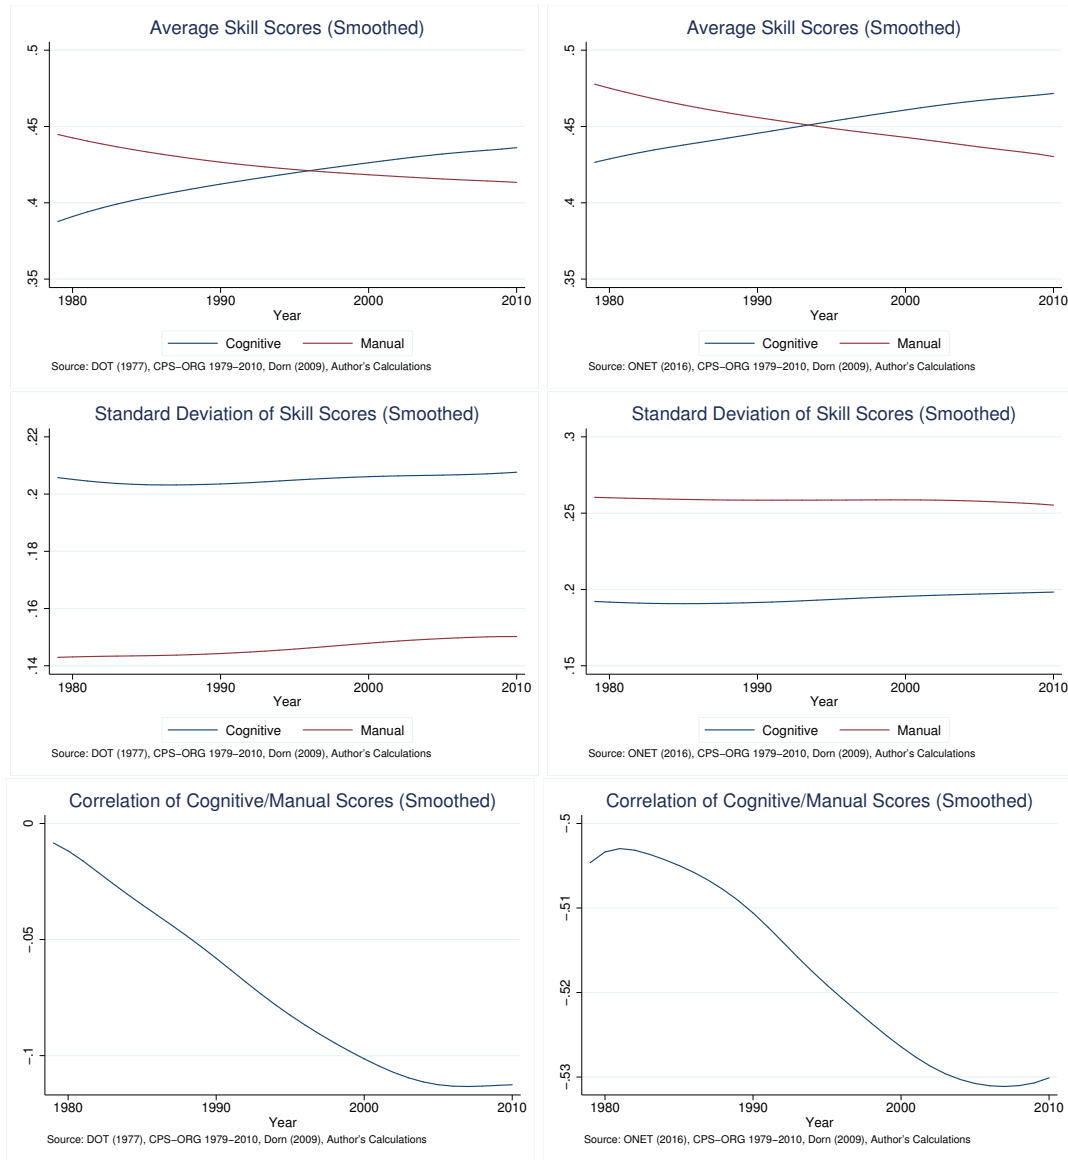 Average Skill Scores (Smoothed)
.5
.45
.4
.35
1980 1990 2000 2010
Year
Cognitive Manual
Source: DOT (1977), CPS−ORG 1979−2010, Dorn (2009), Author's Calculations
Average Skill Scores (Smoothed)
.5
.45
.4
.35
1980 1990 2000 2010
Year
Cognitive Manual
Source: ONET (2016), CPS−ORG 1979−2010, Dorn (2009), Author's Calculations
Standard Deviation of Skill Scores (Smoothed)
.22
.2
.18
.16
.14
1980 1990 2000 2010
Year
Cognitive Manual
Source: DOT (1977), CPS−ORG 1979−2010, Dorn (2009), Author's Calculations
Standard Deviation of Skill Scores (Smoothed)
.3
.25
.2
.15
1980 1990 2000 2010
Year
Cognitive Manual
Source: ONET (2016), CPS−ORG 1979−2010, Dorn (2009), Author's Calculations
Correlation of Cognitive/Manual Scores (Smoothed)
0
−.05
−.1
1980 1990 2000 2010
Year
Source: DOT (1977), CPS−ORG 1979−2010, Dorn (2009), Author's Calculations
Correlation of Cognitive/Manual Scores (Smoothed)
−.5
−.51
−.52
−.53
1980 1990 2000 2010
Year
Source: ONET (2016), CPS−ORG 1979−2010, Dorn (2009), Author's Calculations